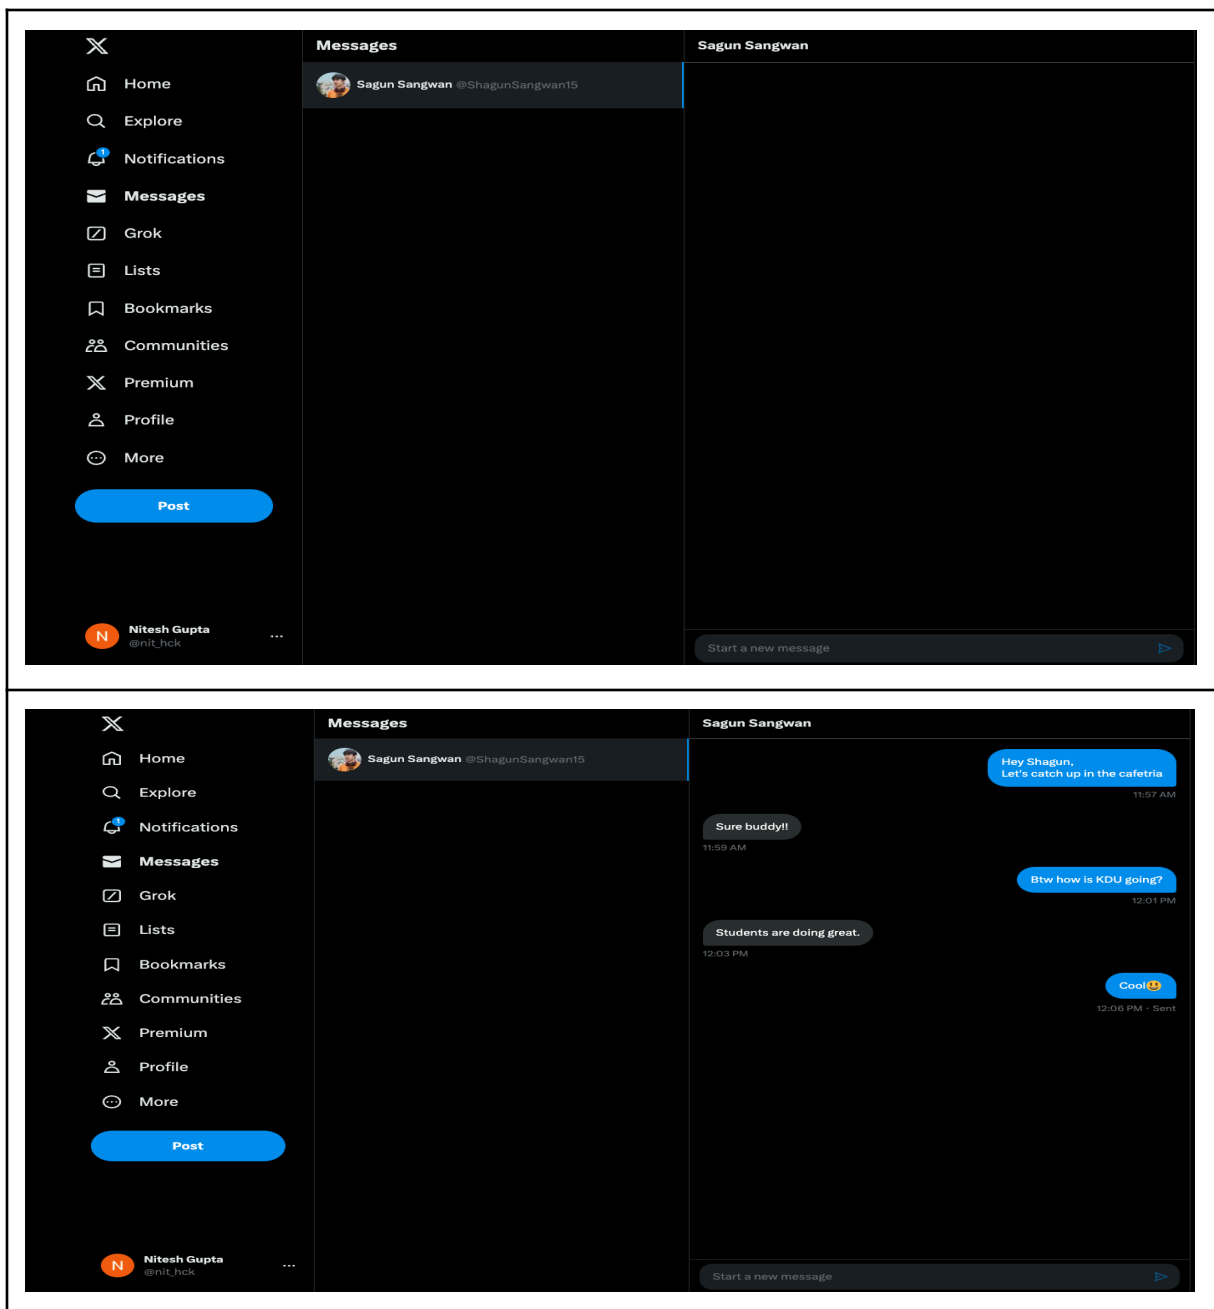 Messages
Sagun Sangwan
Home
Explore
1
Notifications
Messages
Grok
Lists
Bookmarks
Communities
Premium
Profile
More
Post
N
Nitesh Gupta
@nit_hck
Sagun Sangwan @ShagunSangwan15
Start a new message
Messages
Sagun Sangwan
Home
Explore
1
Notifications
Messages
Grok
Lists
Bookmarks
Communities
Premium
Profile
More
Post
N
Nitesh Gupta
@nit_hck
Sagun Sangwan @ShagunSangwan15
Hey Shagun,
Let's catch up in the cafetria
11:57 AM
Sure buddy!!
11:59 AM
Btw how is KDU going?
12:01 PM
Students are doing great.
12:03 PM
Cool😃
12:06 PM - Sent
Start a new message